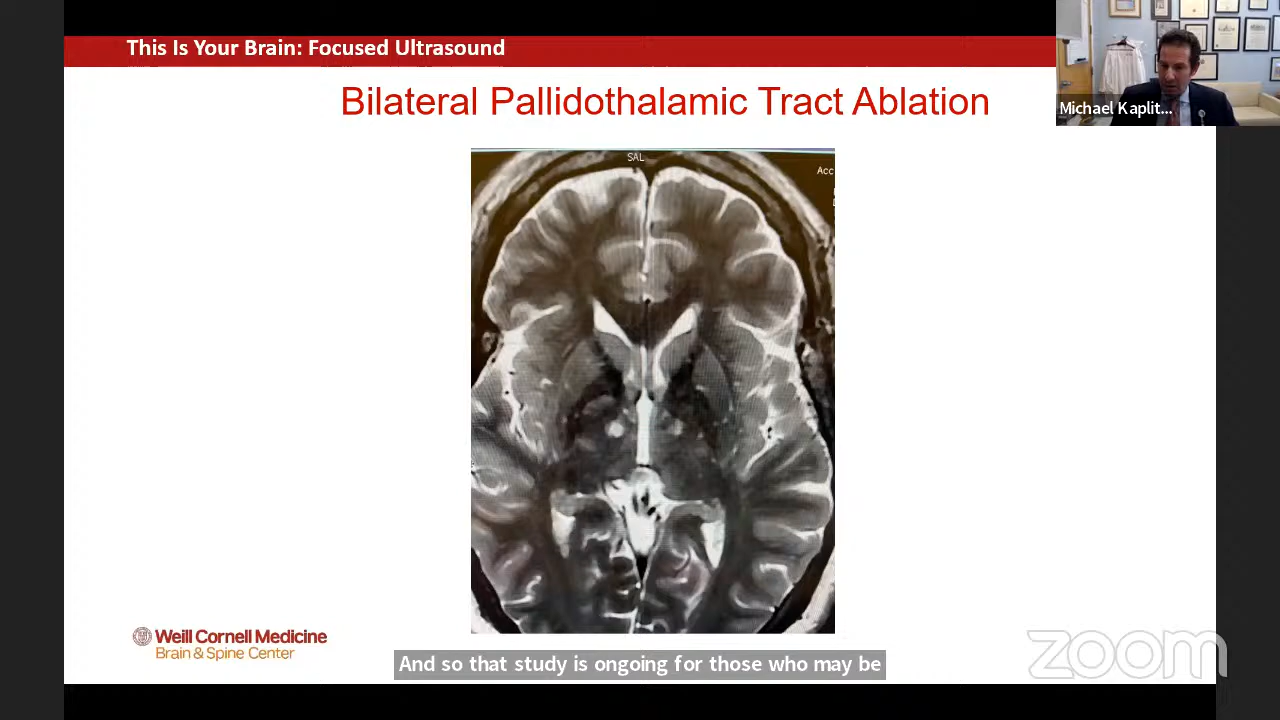 This Is Your Brain: Focused Ultrasound
Bilateral Pallidothalamic Tract Ablation
Michael Kaplit...
SAL
Acc
Weill Cornell Medicine
Brain & Spine Center
And so that study is ongoing for those who may be
zoom